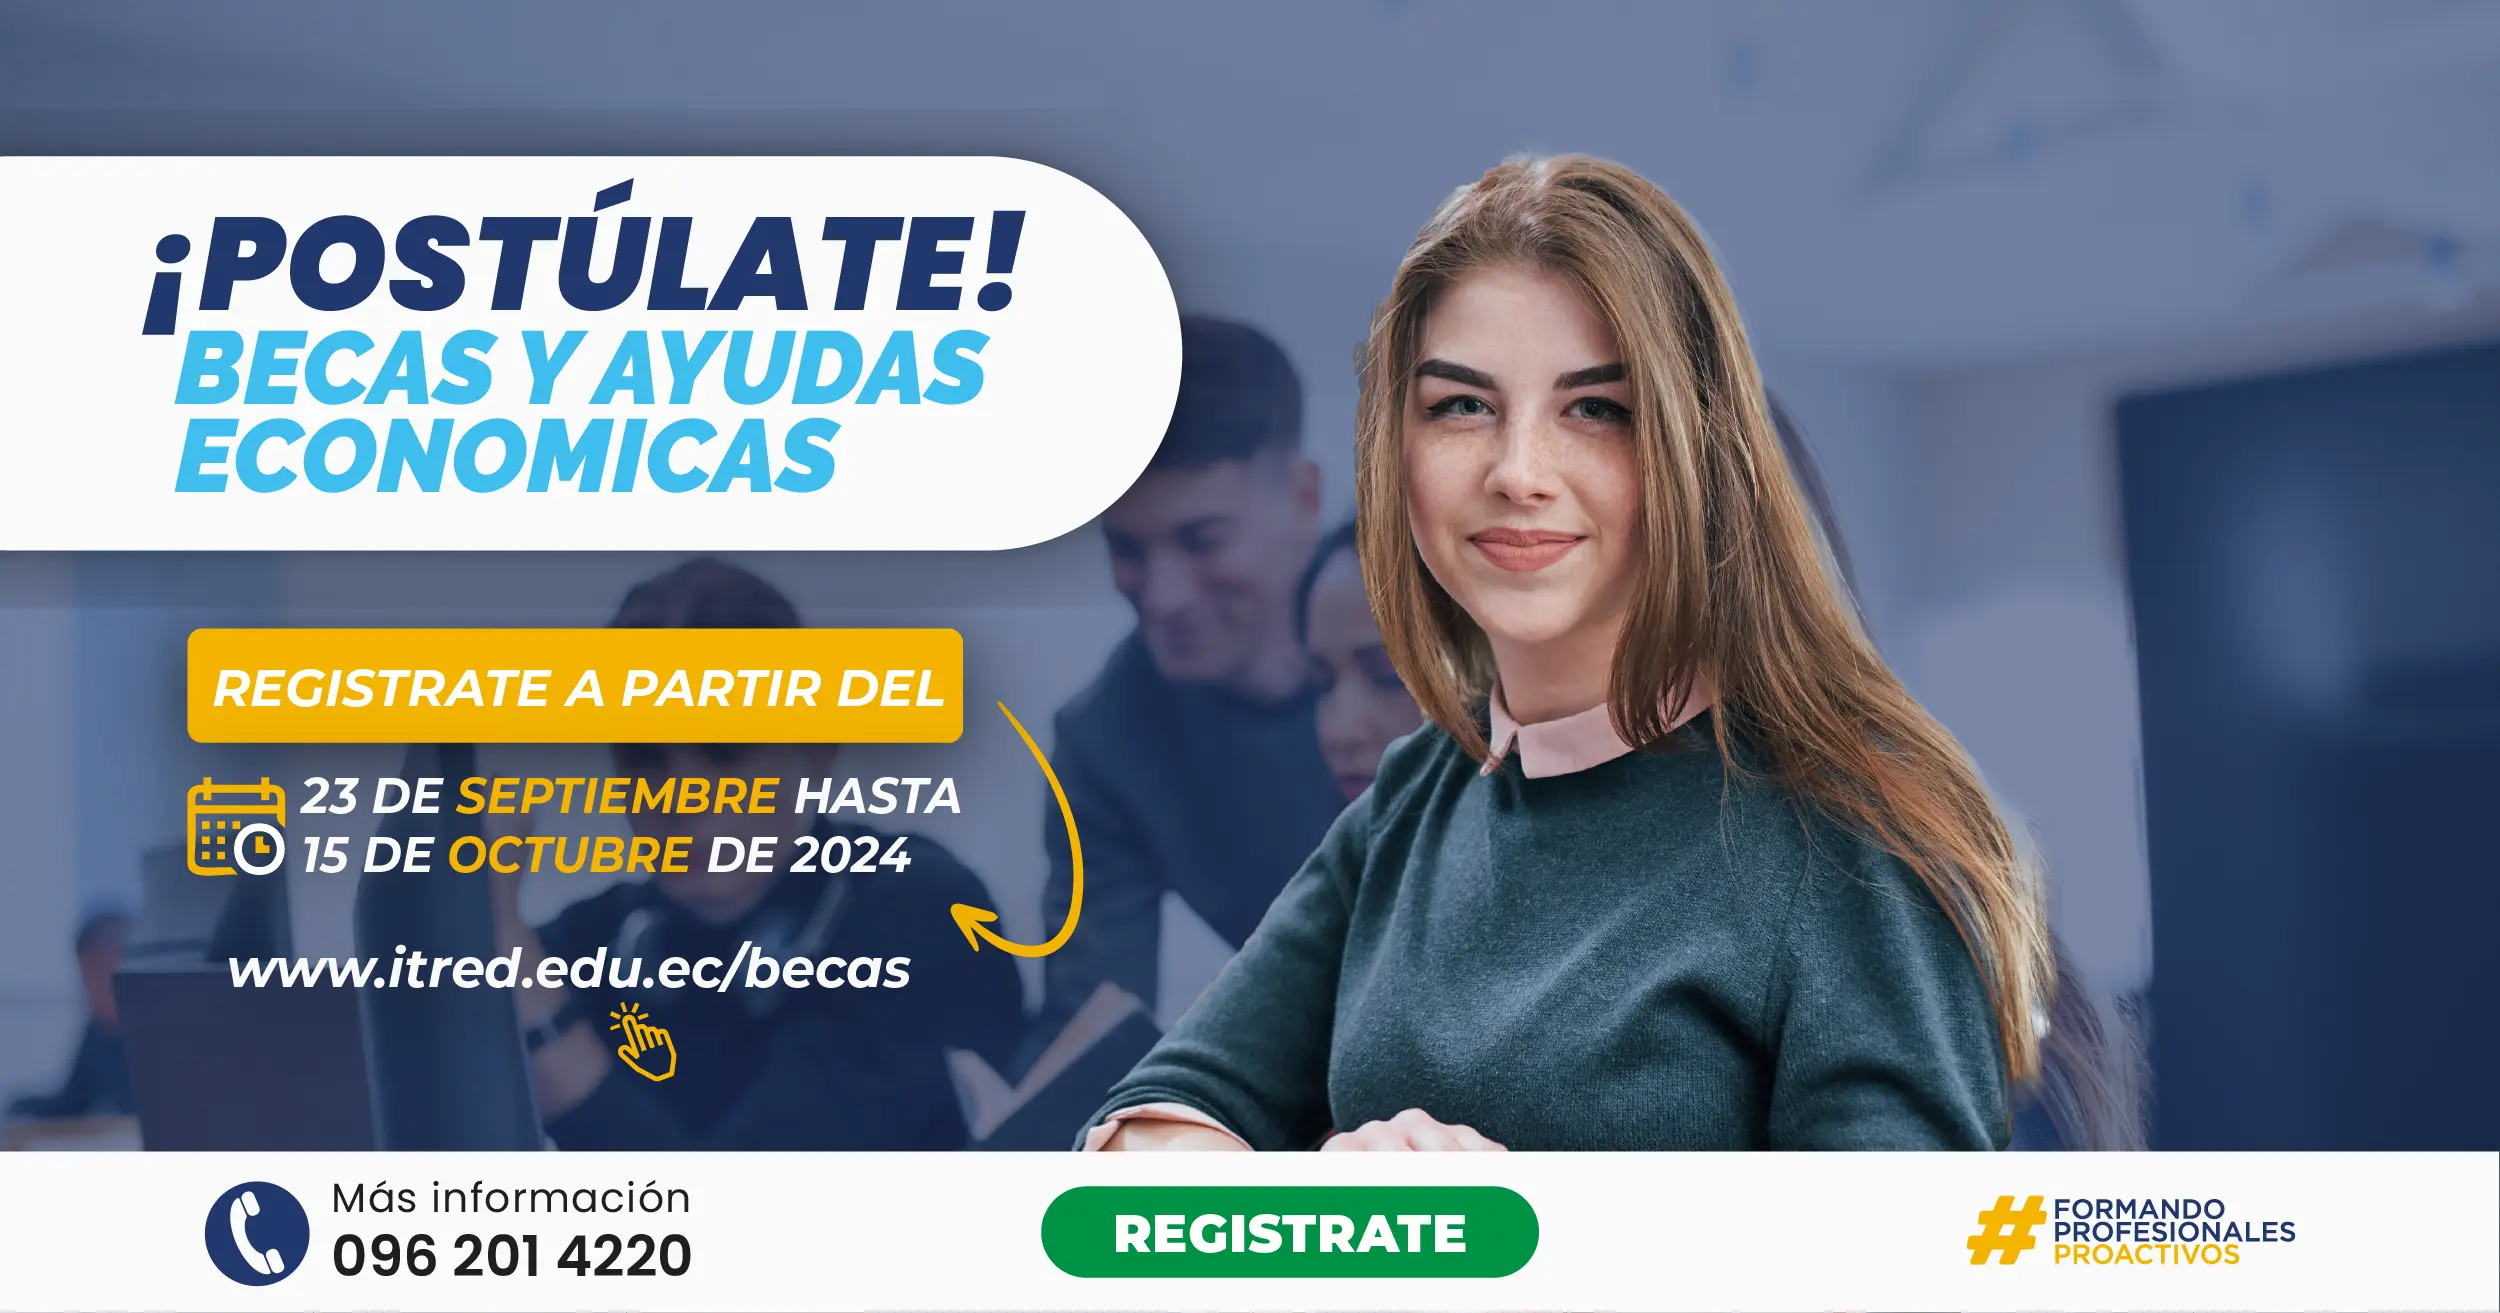 ¡POSTÚLATE!
BECAS Y AYUDAS
ECONOMICAS
REGISTRATE A PARTIR DEL
23 DE SEPTIEMBRE HASTA
15 DE OCTUBRE DE 2024
www.itred.edu.ec/becas
Más información
096 201 4220
REGISTRATE
#FORMANDO
PROFESIONALES
PROACTIVOS